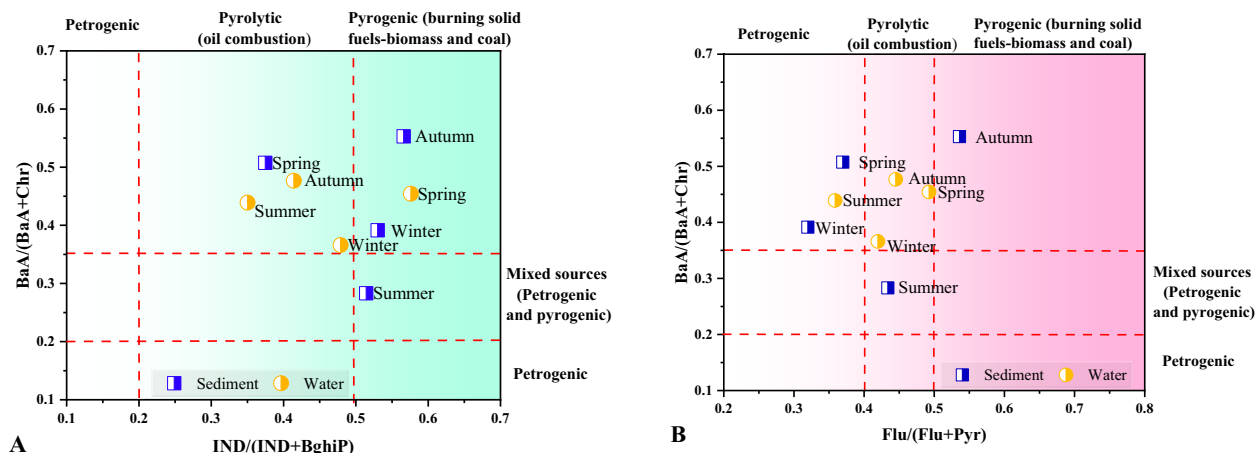 Petrogenic
Pyrolytic
(oil combustion)
Pyrogenic (burning solid
fuels-biomass and coal)
0.7
0.6
0.5
0.4
0.3
0.2
0.1
BaA/(BaA+Chr)
Autumn
Spring
Autumn
Spring
Summer
Winter
Winter
Summer
Mixed sources
(Petrogenic
and pyrogenic)
Petrogenic
Sediment
Water
0.1
0.2
0.3
0.4
0.5
0.6
0.7
IND/(IND+BghiP)
A
Petrogenic
Pyrolytic
(oil combustion)
Pyrogenic (burning solid
fuels-biomass and coal)
0.7
0.6
0.5
0.4
0.3
0.2
0.1
BaA/(BaA+Chr)
Autumn
Spring
Autumn
Spring
Summer
Winter
Winter
Summer
Mixed sources
(Petrogenic
and pyrogenic)
Petrogenic
Sediment
Water
0.2
0.3
0.4
0.5
0.6
0.7
0.8
Flu/(Flu+Pyr)
B